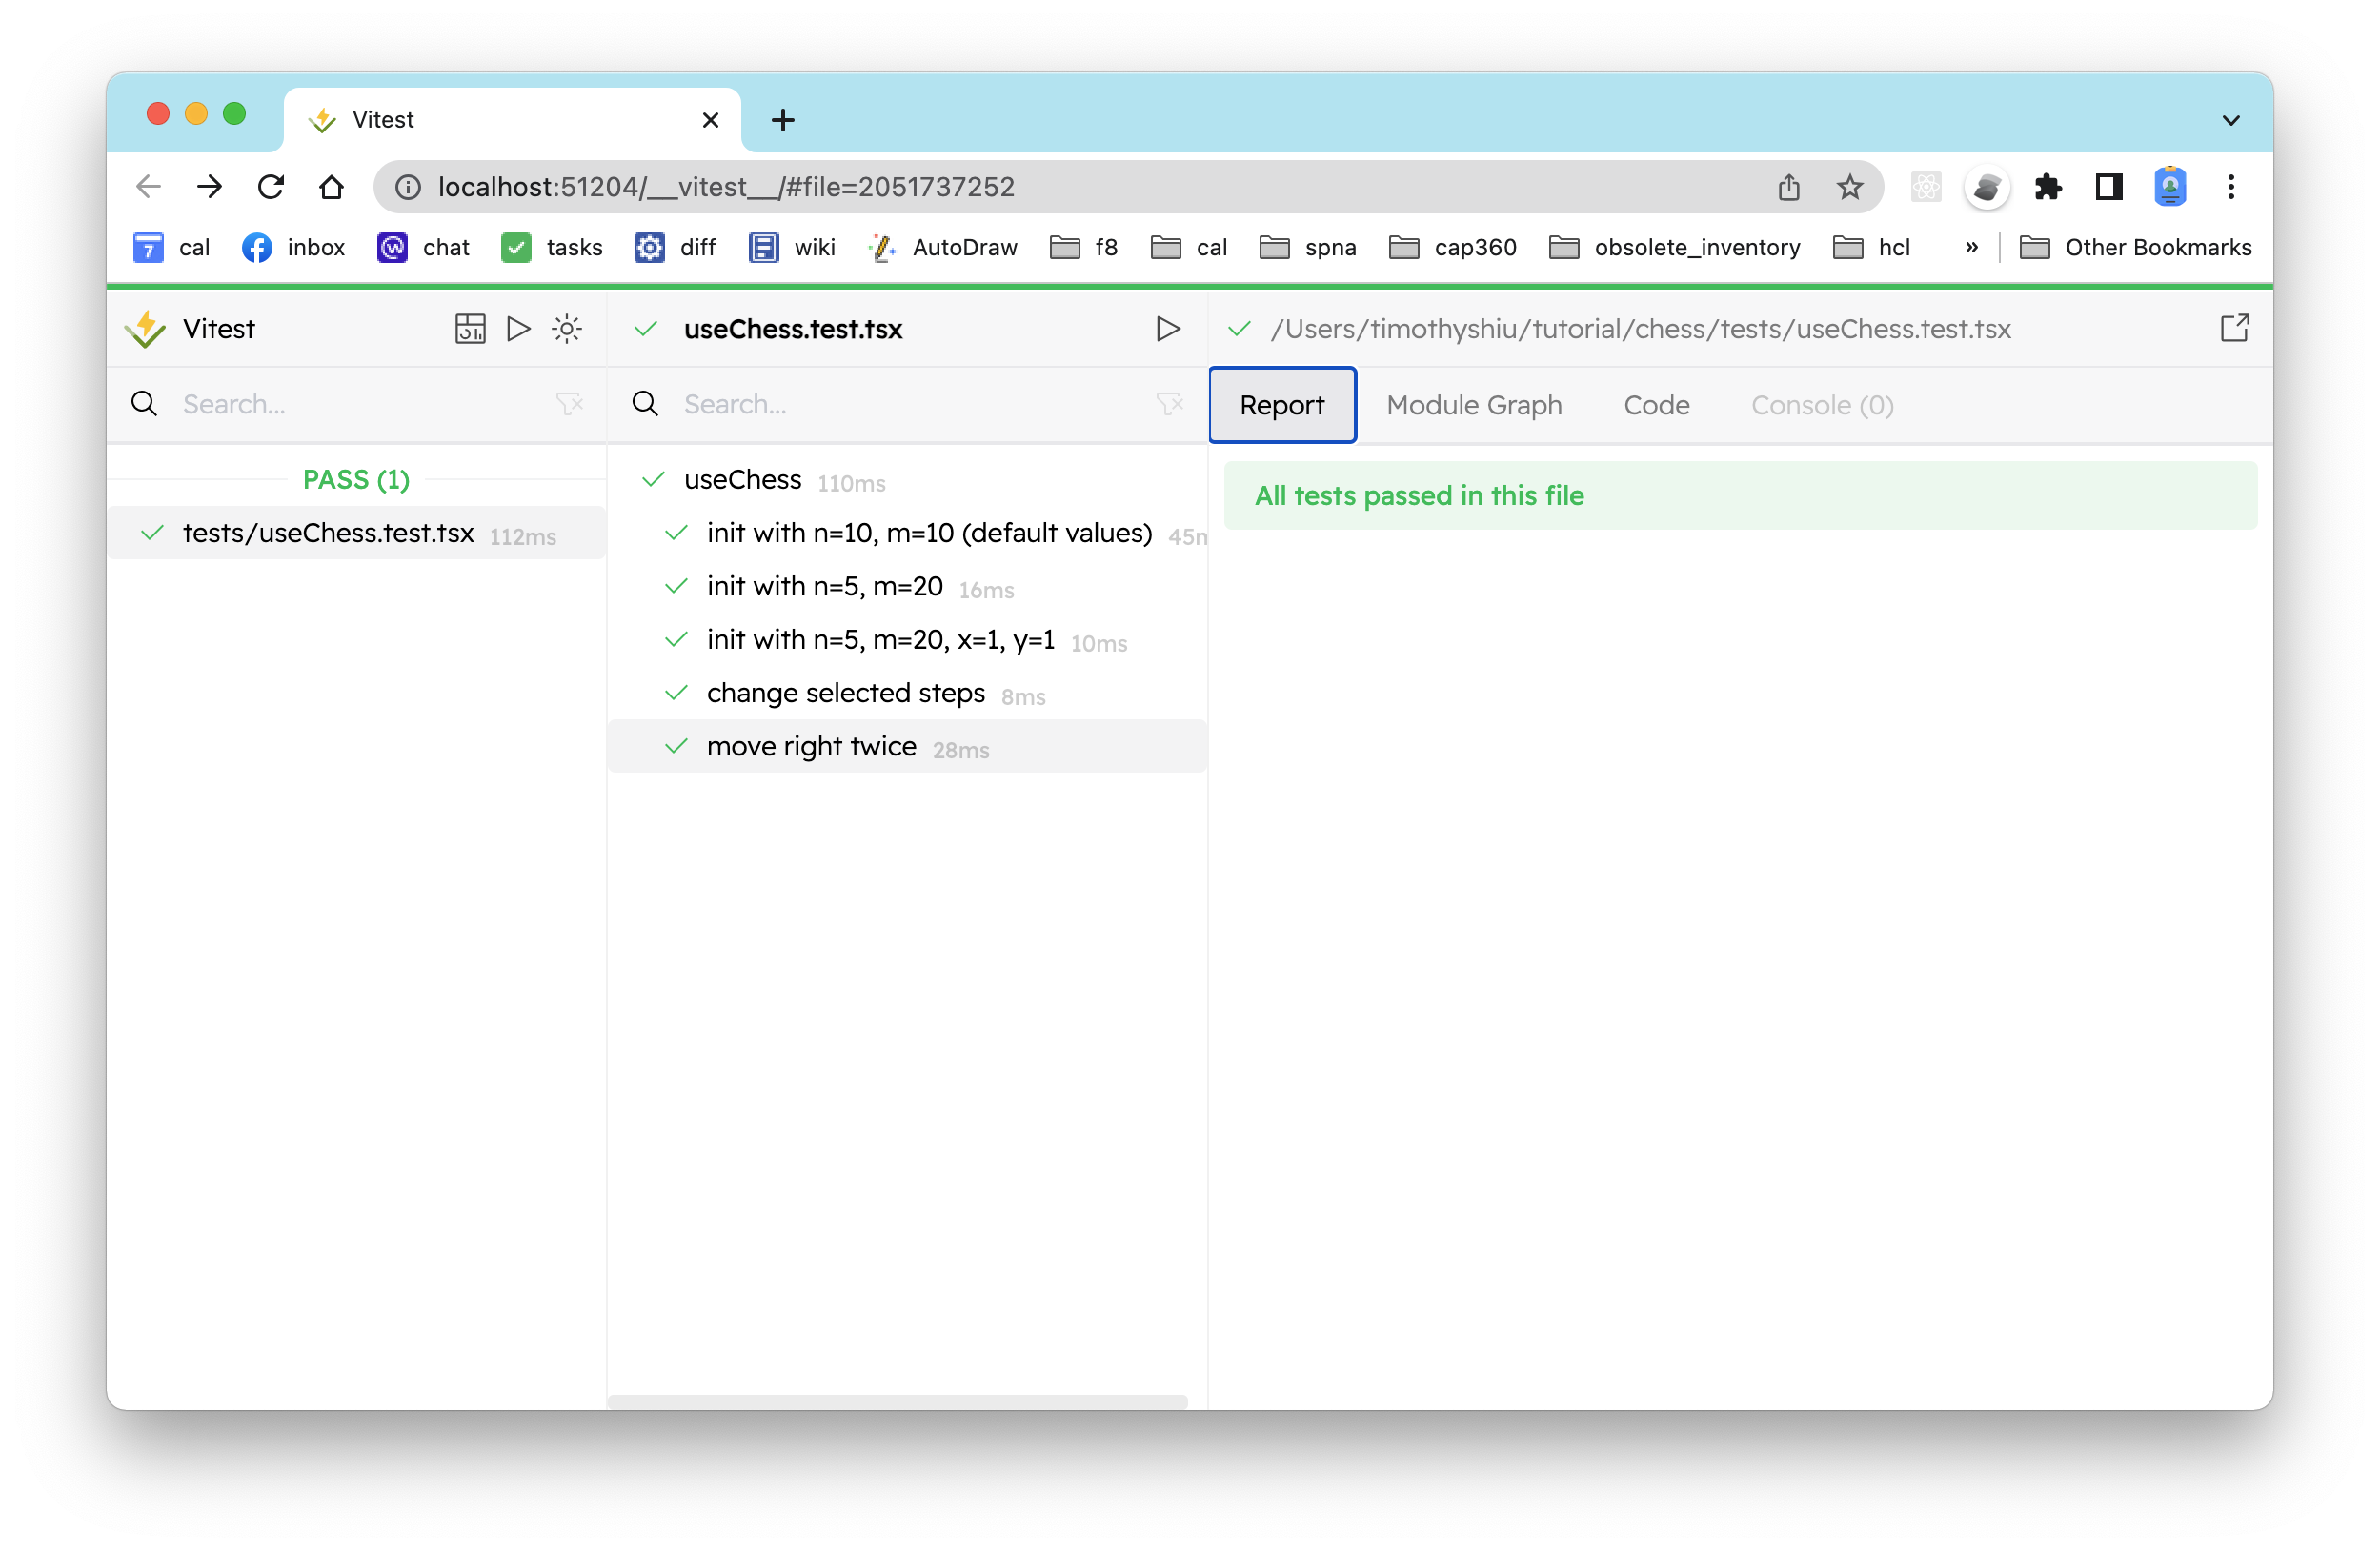 Vitest
localhost:51204/__vitest__/#file=2051737252
7 cal inbox chat tasks diff wiki AutoDraw f8 cal spna cap360 obsolete_inventory hcl » Other Bookmarks
Vitest
useChess.test.tsx
/Users/timothyshiu/tutorial/chess/tests/useChess.test.tsx
Search...
Search...
Report Module Graph Code Console (0)
PASS (1)
tests/useChess.test.tsx 112ms
useChess 110ms
init with n=10, m=10 (default values) 45m
init with n=5, m=20 16ms
init with n=5, m=20, x=1, y=1 10ms
change selected steps 8ms
move right twice 28ms
All tests passed in this file